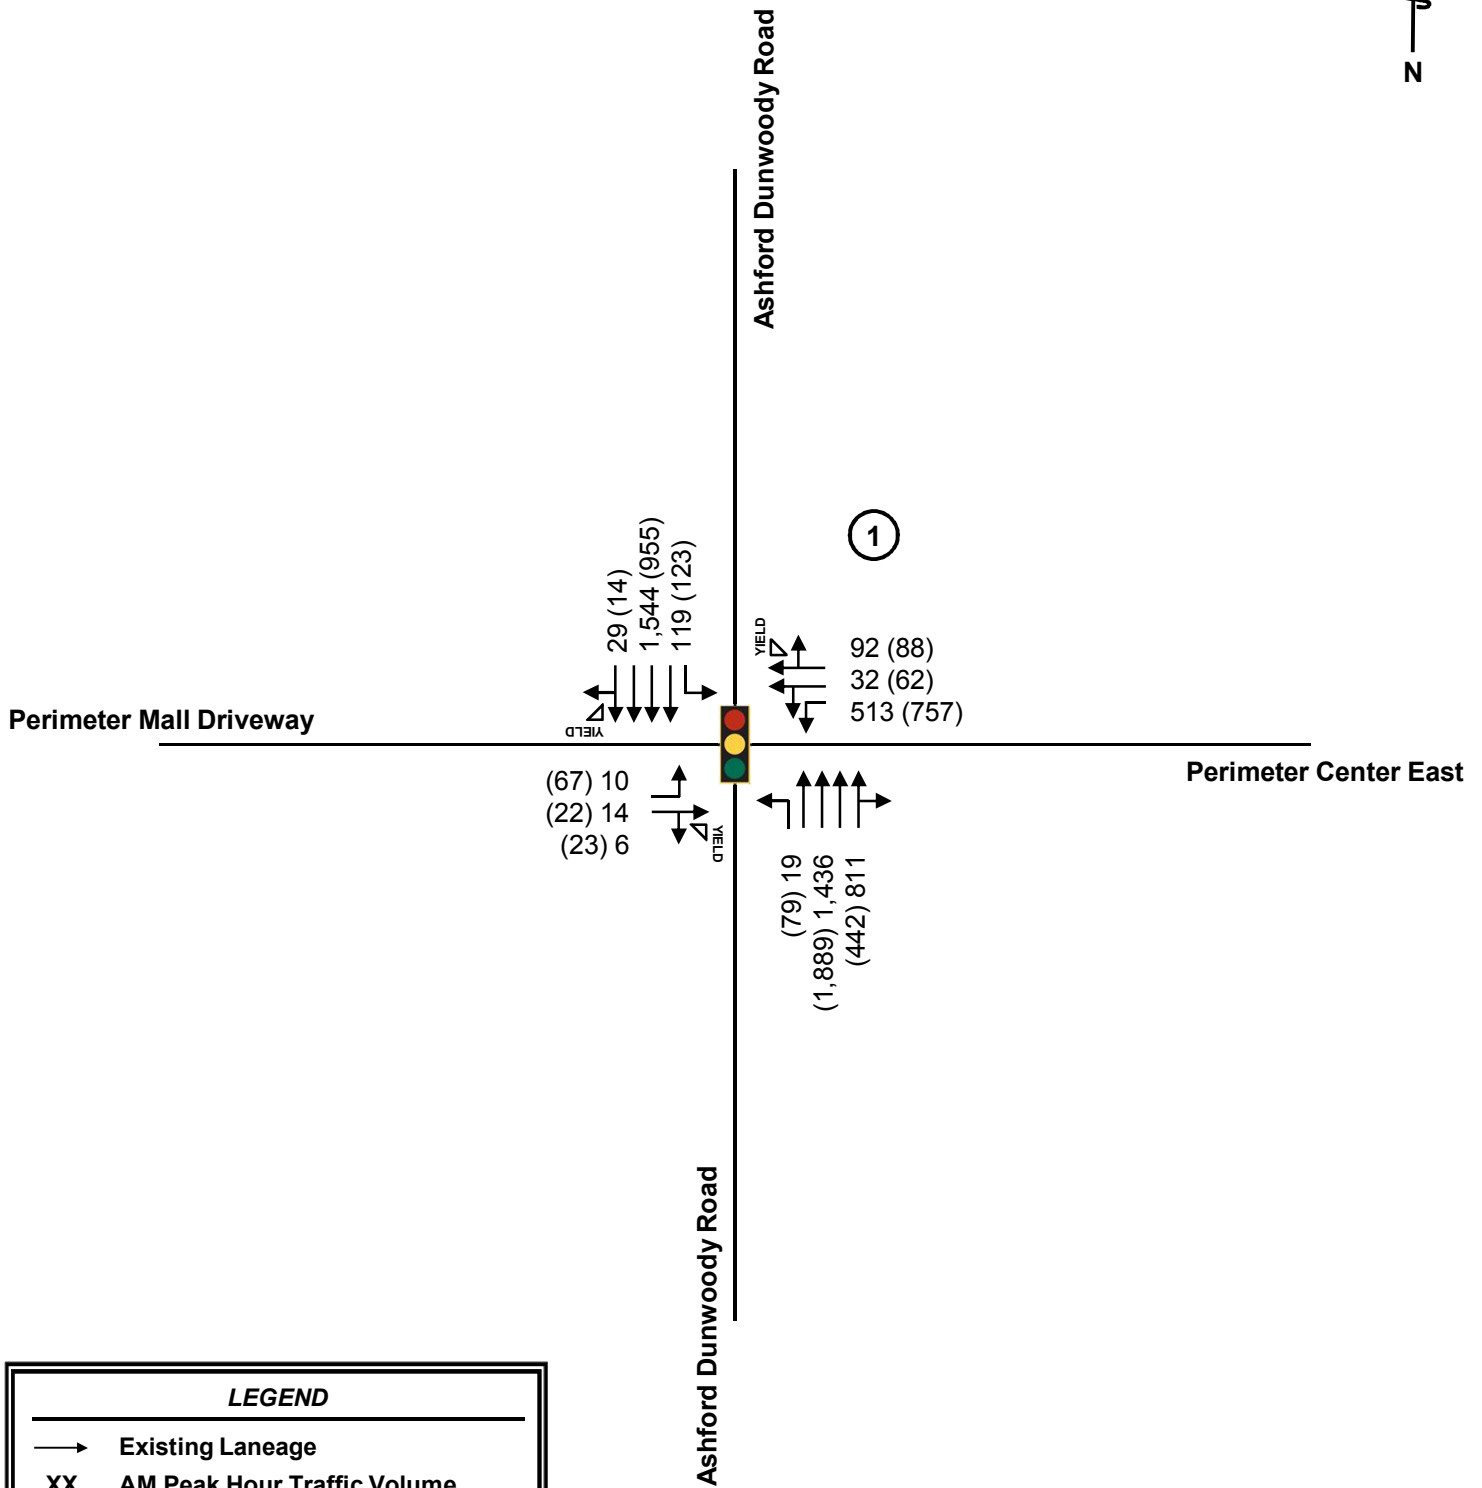 N
Ashford Dunwoody Road
1
29 (14)
1,544 (955)
119 (123)
YIELD
92 (88)
32 (62)
513 (757)
Perimeter Mall Driveway
YIELD
Perimeter Center East
(67) 10
(22) 14
(23) 6
YIELD
(79) 19
(1,889) 1,436
(442) 811
Ashford Dunwoody Road
LEGEND
Existing Laneage
XX AM Peak Hour Traffic Volume